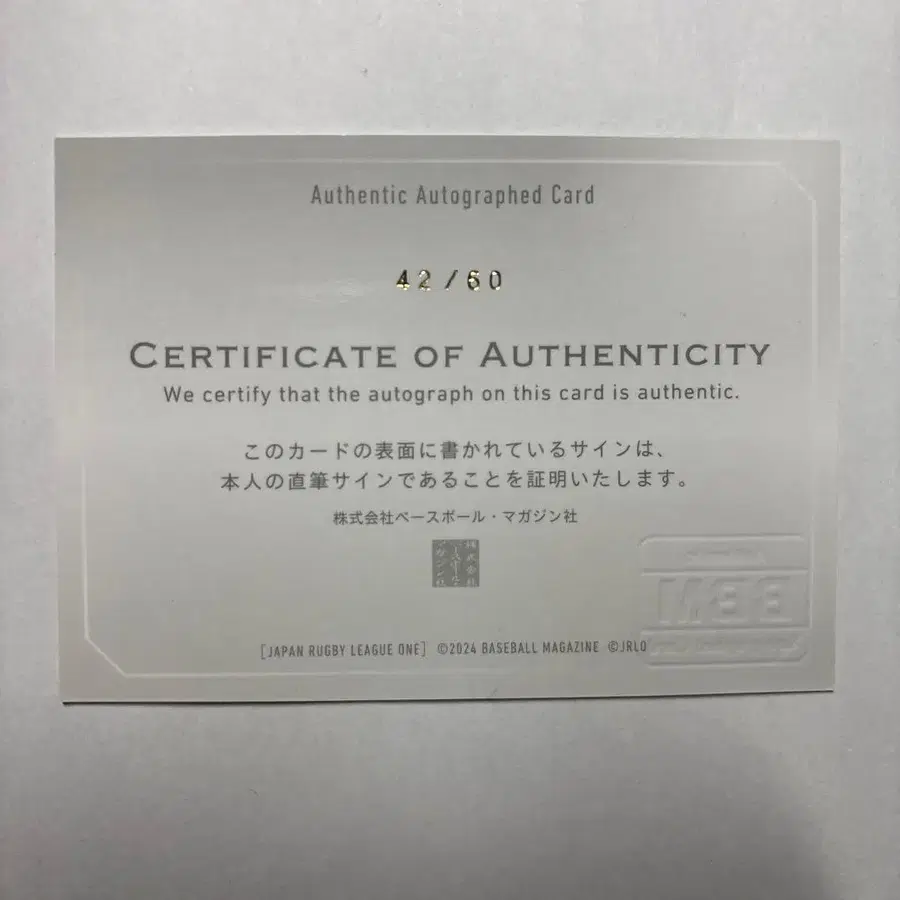 Authentic Autographed Card
42/60
CERTIFICATE OF AUTHENTICITY
We certify that the autograph on this card is authentic.
このカードの表面に書かれているサインは、
本人の直筆サインであることを証明いたします。
株式会社ベースボール・マガジン社
BBM
[JAPAN RUGBY LEAGUE ONE] ©2024 BASEBALL MAGAZINE ©JRLO